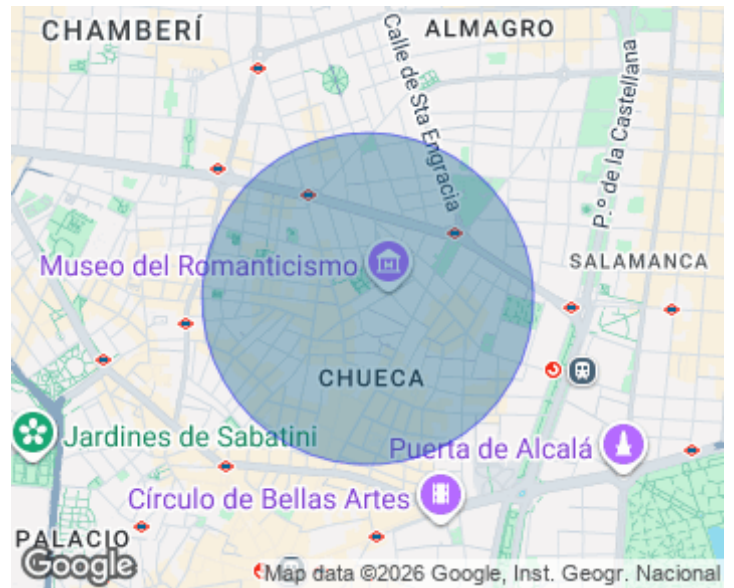 CHAMBERÍ
ALMAGRO
Calle de Sta Engracia
P.º de la Castellana
SALAMANCA
Museo del Romanticismo
CHUECA
Jardines de Sabatini
Puerta de Alcalá
Círculo de Bellas Artes
PALACIO
Google
Map data ©2026 Google, Inst. Geogr. Nacional